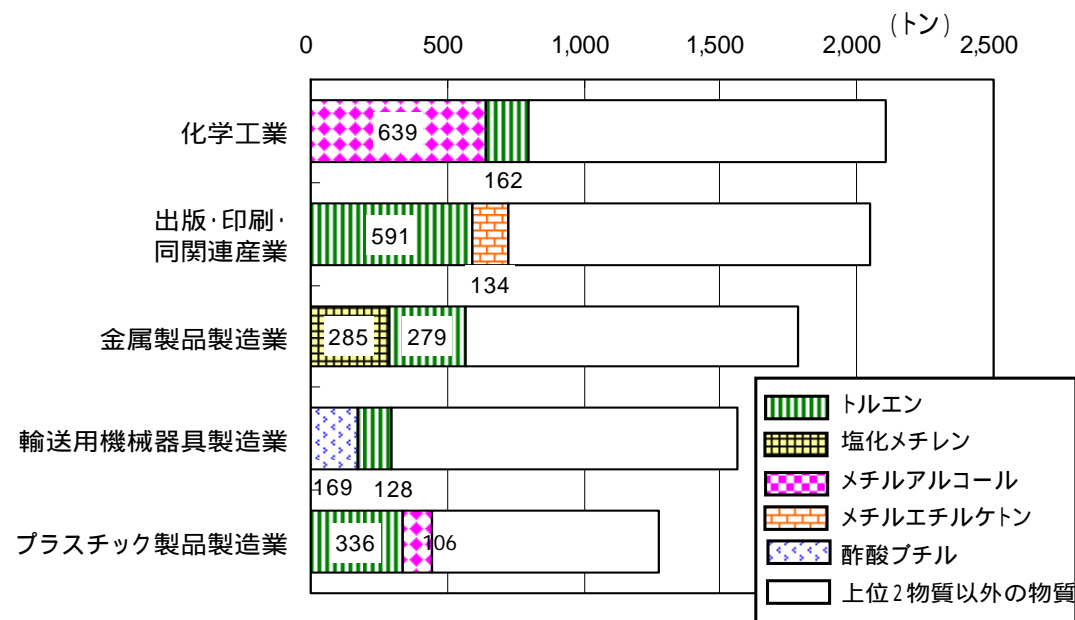 (トン)
0 500 1,000 1,500 2,000 2,500
化学工業
639
162
出版・印刷・
同関連産業
591
134
金属製品製造業
285 279
輸送用機械器具製造業
169 128
プラスチック製品製造業
336 106
トルエン
塩化メチレン
メチルアルコール
メチルエチルケトン
酢酸ブチル
上位2物質以外の物質